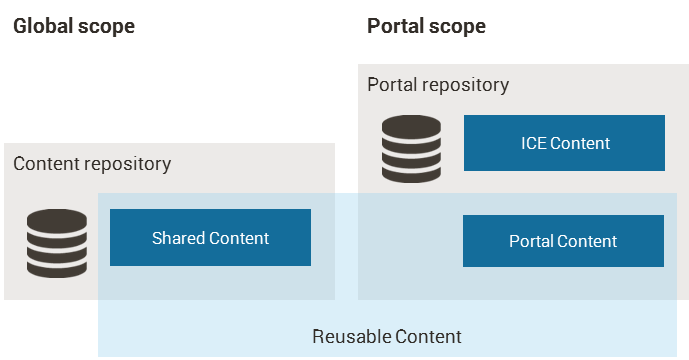 Global scope
Portal scope
Portal repository
ICE Content
Content repository
Shared Content
Portal Content
Reusable Content